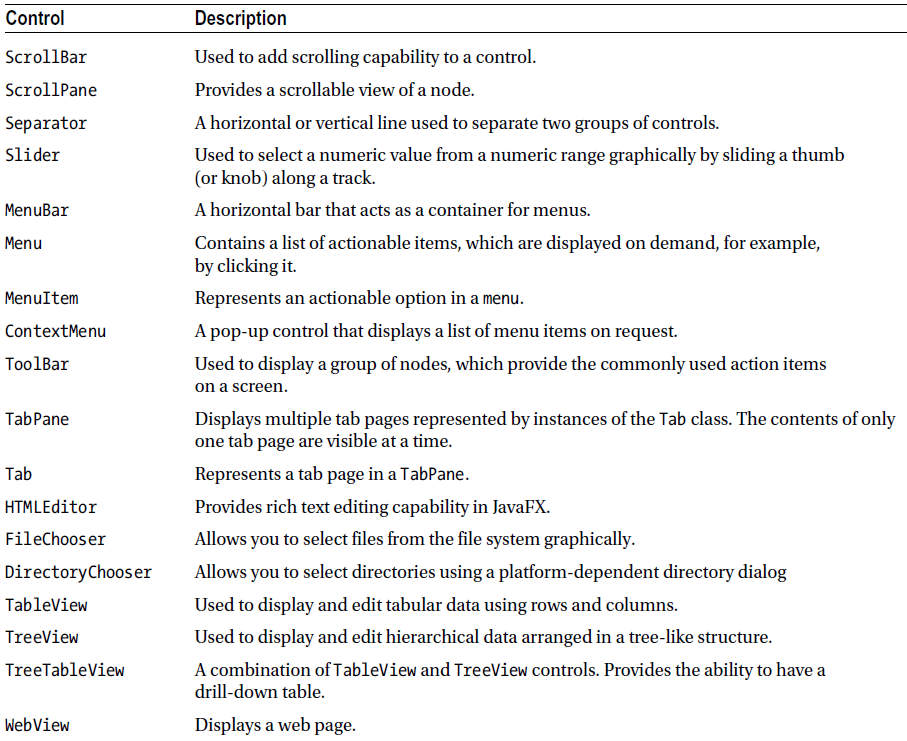 Control Description
ScrollBar Used to add scrolling capability to a control.
ScrollPane Provides a scrollable view of a node.
Separator A horizontal or vertical line used to separate two groups of controls.
Slider Used to select a numeric value from a numeric range graphically by sliding a thumb
(or knob) along a track.
MenuBar A horizontal bar that acts as a container for menus.
Menu Contains a list of actionable items, which are displayed on demand, for example,
by clicking it.
MenuItem Represents an actionable option in a menu.
ContextMenu A pop-up control that displays a list of menu items on request.
ToolBar Used to display a group of nodes, which provide the commonly used action items
on a screen.
TabPane Displays multiple tab pages represented by instances of the Tab class. The contents of only
one tab page are visible at a time.
Tab Represents a tab page in a TabPane.
HTMLEditor Provides rich text editing capability in JavaFX.
FileChooser Allows you to select files from the file system graphically.
DirectoryChooser Allows you to select directories using a platform-dependent directory dialog
TableView Used to display and edit tabular data using rows and columns.
TreeView Used to display and edit hierarchical data arranged in a tree-like structure.
TreeTableView A combination of TableView and TreeView controls. Provides the ability to have a
drill-down table.
WebView Displays a web page.